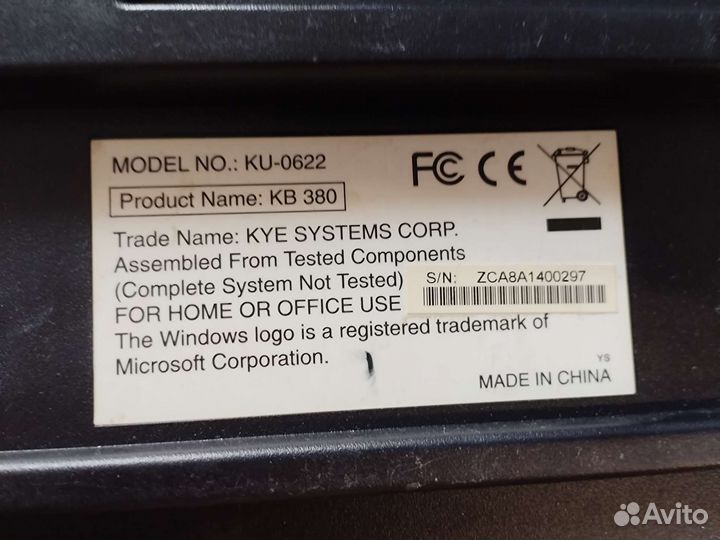 MODEL NO.: KU-0622
FC CE
Product Name: KB 380
Trade Name: KYE SYSTEMS CORP.
Assembled From Tested Components
(Complete System Not Tested)
S/N: ZCA8A1400297
FOR HOME OR OFFICE USE
The Windows logo is a registered trademark of
Microsoft Corporation.
YS
MADE IN CHINA
Avito